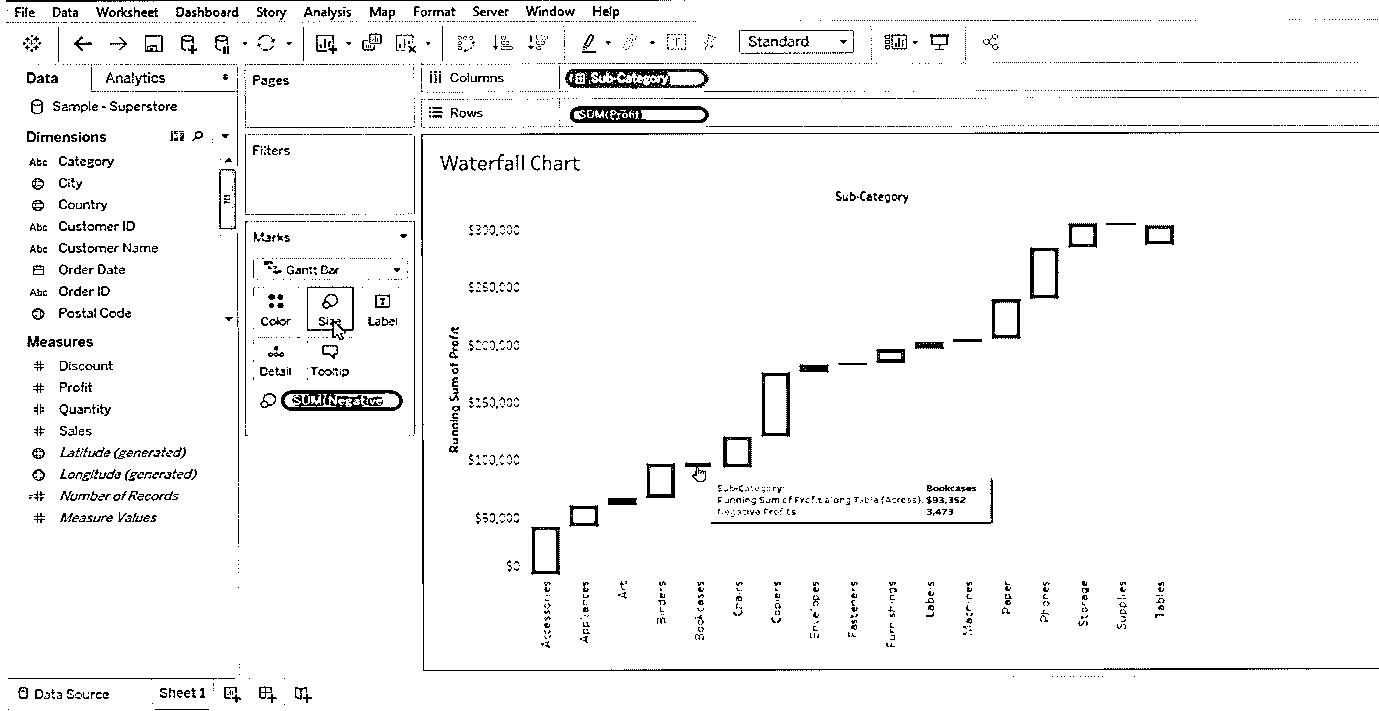 File Data Worksheet Dashboard Story Analysis Map Format Server Window Help
Standard
Data Analytics
Sample - Superstore
Dimensions
Abc Category
City
Country
Abc Customer ID
Abc Customer Name
Order Date
Abc Order ID
Postal Code
Measures
# Discount
# Profit
# Quantity
# Sales
Latitude (generated)
Longitude (generated)
=# Number of Records
# Measure Values
Pages
Filters
Marks
Gantt Bar
Color Size Label
Detail Tooltip
SUM(Negative
Columns Sub-Category
Rows SUM(Profit)
Waterfall Chart
Sub-Category
Running Sum of Profit
$300,000
$250,000
$200,000
$150,000
$100,000
$50,000
$0
Sub-Category: Bookcases
Running Sum of Profit along Table (Across): $93,352
Negative Profits: 3,473
Accessories
Appliances
Art
Binders
Bookcases
Chairs
Copiers
Envelopes
Fasteners
Furnishings
Labels
Machines
Paper
Phones
Storage
Supplies
Tables
Data Source Sheet 1